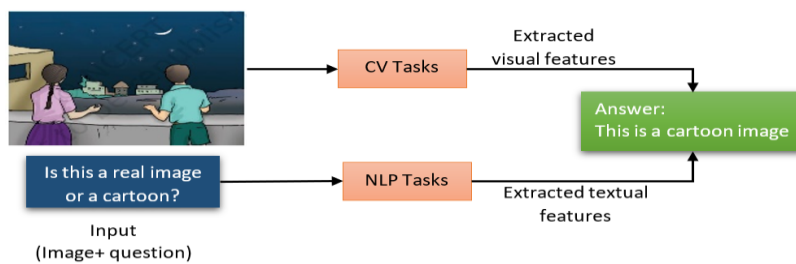 CV Tasks
Extracted
visual features
Answer:
This is a cartoon image
Is this a real image
or a cartoon?
NLP Tasks
Extracted textual
features
Input
(Image+ question)